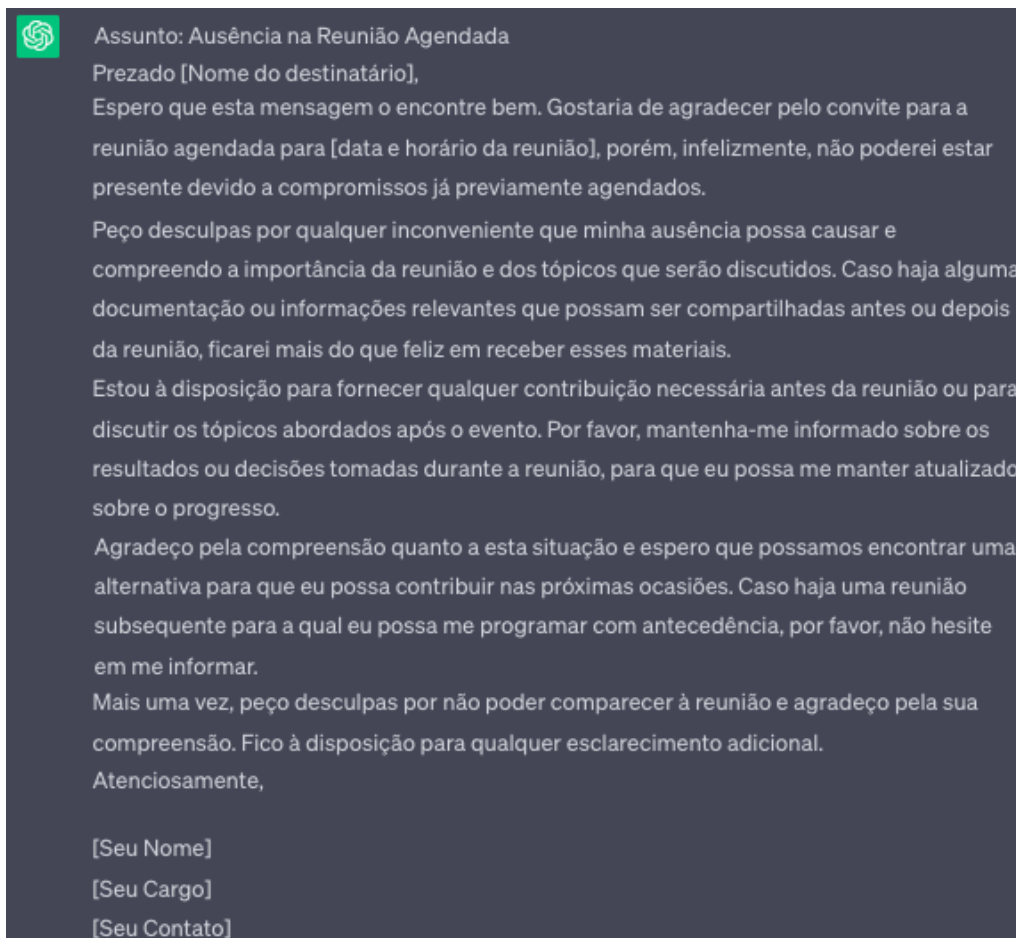 Assunto: Ausência na Reunião Agendada
Prezado [Nome do destinatário],
Espero que esta mensagem o encontre bem. Gostaria de agradecer pelo convite para a
reunião agendada para [data e horário da reunião], porém, infelizmente, não poderei estar
presente devido a compromissos já previamente agendados.
Peço desculpas por qualquer inconveniente que minha ausência possa causar e
compreendo a importância da reunião e dos tópicos que serão discutidos. Caso haja alguma
documentação ou informações relevantes que possam ser compartilhadas antes ou depois
da reunião, ficarei mais do que feliz em receber esses materiais.
Estou à disposição para fornecer qualquer contribuição necessária antes da reunião ou para
discutir os tópicos abordados após o evento. Por favor, mantenha-me informado sobre os
resultados ou decisões tomadas durante a reunião, para que eu possa me manter atualizado
sobre o progresso.
Agradeço pela compreensão quanto a esta situação e espero que possamos encontrar uma
alternativa para que eu possa contribuir nas próximas ocasiões. Caso haja uma reunião
subsequente para a qual eu possa me programar com antecedência, por favor, não hesite
em me informar.
Mais uma vez, peço desculpas por não poder comparecer à reunião e agradeço pela sua
compreensão. Fico à disposição para qualquer esclarecimento adicional.
Atenciosamente,
[Seu Nome]
[Seu Cargo]
[Seu Contato]